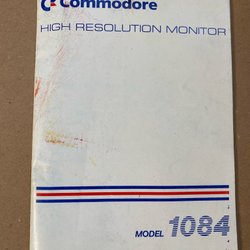 Commodore
HIGH RESOLUTION MONITOR
MODEL 1084